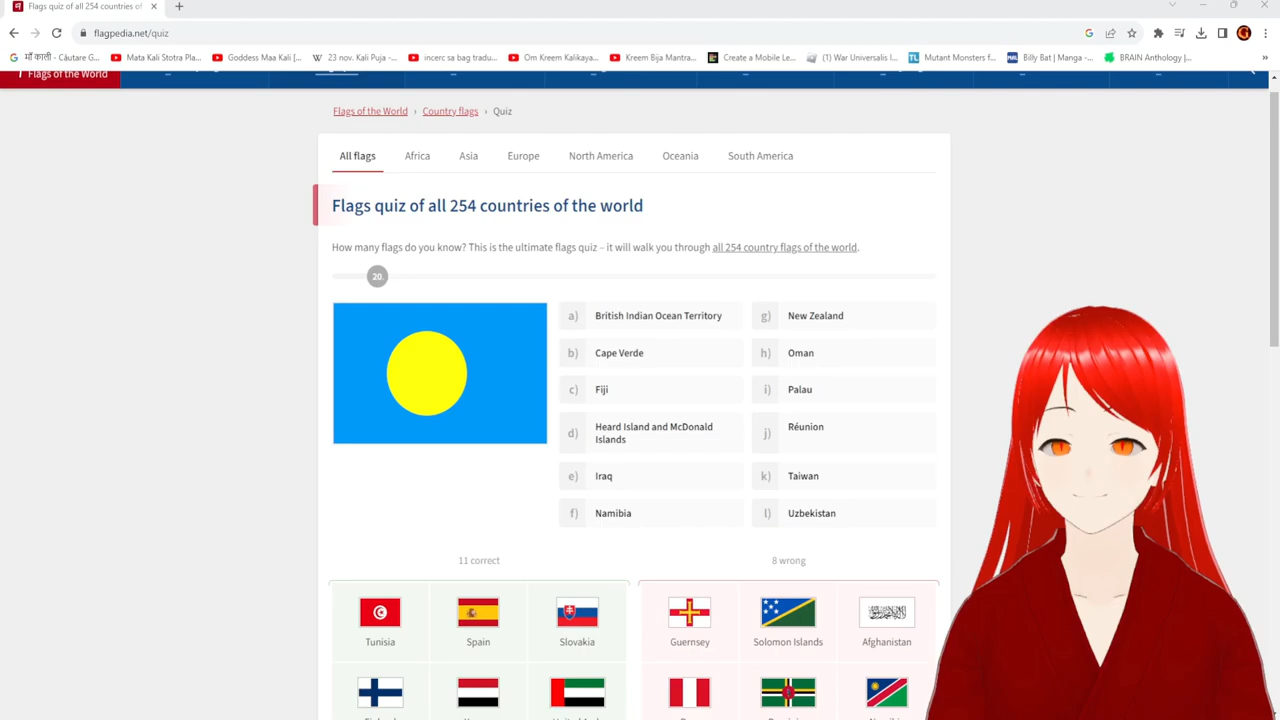 Flags quiz of all 254 countries of
flagpedia.net/quiz
माँ काली - Căutare G...
Mata Kali Stotra Pla...
Goddess Maa Kali |...
23 nov. Kali Puja -...
incerc sa bag tradu...
Om Kreem Kalikaya...
Kreem Bija Mantra...
Create a Mobile Le...
(1) War Universalis I...
Mutant Monsters f...
Billy Bat | Manga -...
BRAIN Anthology |...
Flags of the World
Flags of the World › Country flags › Quiz
All flags Africa Asia Europe North America Oceania South America
Flags quiz of all 254 countries of the world
How many flags do you know? This is the ultimate flags quiz – it will walk you through all 254 country flags of the world.
20.
a) British Indian Ocean Territory
b) Cape Verde
c) Fiji
d) Heard Island and McDonald
Islands
e) Iraq
f) Namibia
g) New Zealand
h) Oman
i) Palau
j) Réunion
k) Taiwan
l) Uzbekistan
11 correct
8 wrong
Tunisia Spain Slovakia
Guernsey Solomon Islands Afghanistan